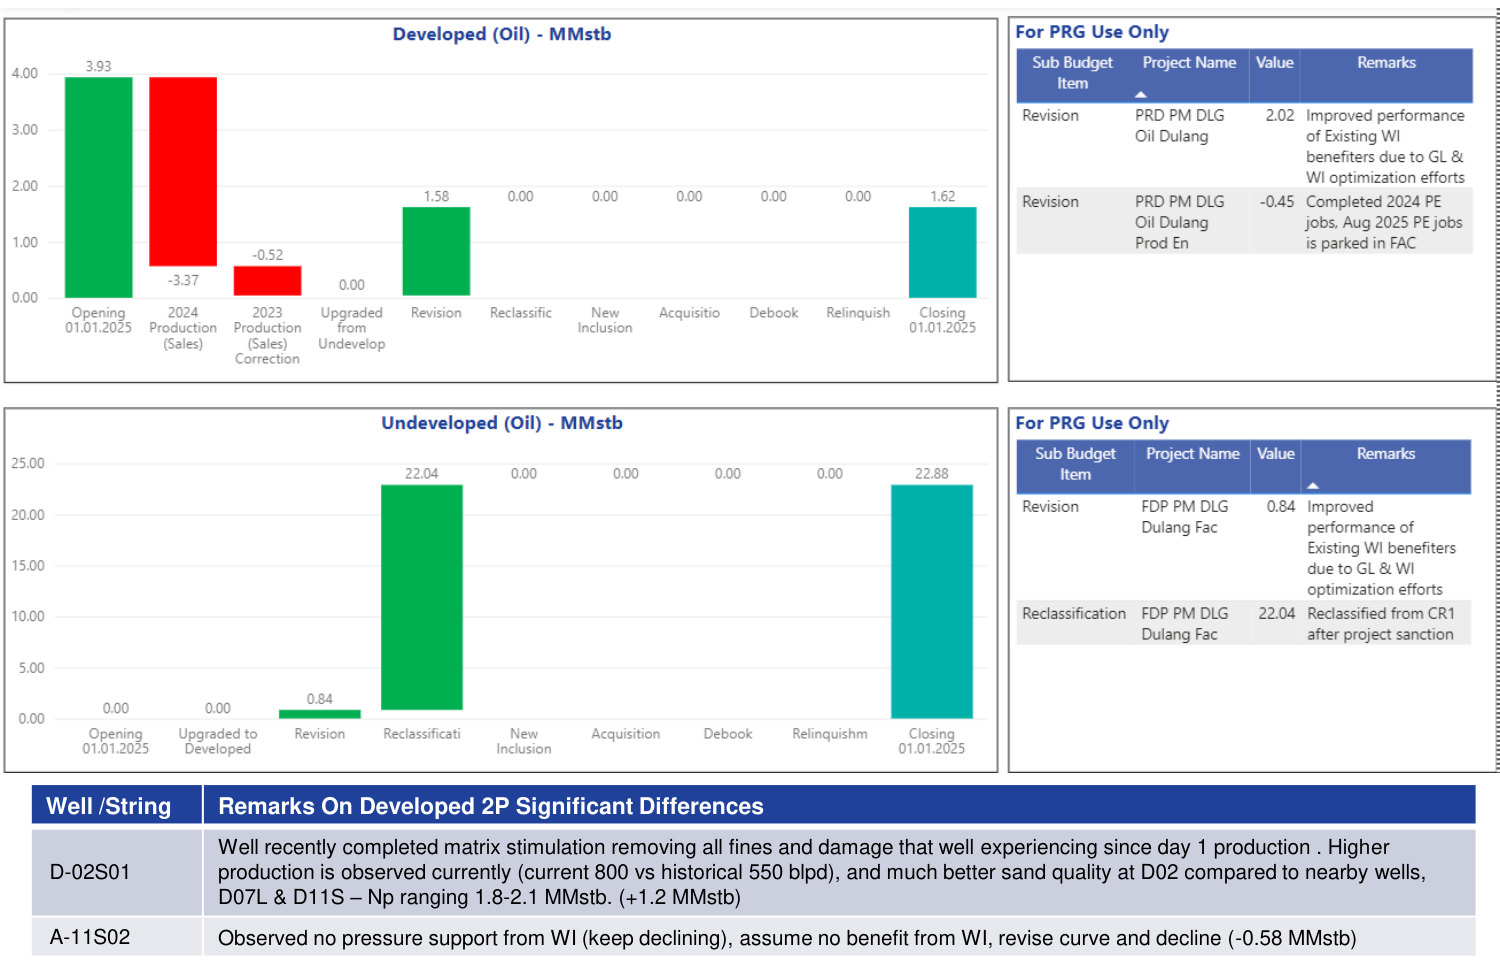 Developed (Oil) - MMstb
4.00
3.00
2.00
1.00
0.00
3.93
-3.37
-0.52
0.00
1.58
0.00
0.00
0.00
0.00
0.00
1.62
Opening
01.01.2025
2024
Production
(Sales)
2023
Production
(Sales)
Correction
Upgraded
from
Undevelop
Revision
Reclassific
New
Inclusion
Acquisitio
Debook
Relinquish
Closing
01.01.2025
For PRG Use Only
Sub Budget
Item
Project Name
Value
Remarks
Revision
PRD PM DLG
Oil Dulang
2.02
Improved performance
of Existing WI
benefiters due to GL &
WI optimization efforts
Revision
PRD PM DLG
Oil Dulang
Prod En
-0.45
Completed 2024 PE
jobs, Aug 2025 PE jobs
is parked in FAC
Undeveloped (Oil) - MMstb
25.00
20.00
15.00
10.00
5.00
0.00
0.00
0.00
0.84
22.04
0.00
0.00
0.00
0.00
22.88
Opening
01.01.2025
Upgraded to
Developed
Revision
Reclassificati
New
Inclusion
Acquisition
Debook
Relinquishm
Closing
01.01.2025
For PRG Use Only
Sub Budget
Item
Project Name
Value
Remarks
Revision
FDP PM DLG
Dulang Fac
0.84
Improved
performance of
Existing WI benefiters
due to GL & WI
optimization efforts
Reclassification
FDP PM DLG
Dulang Fac
22.04
Reclassified from CR1
after project sanction
Well /String
Remarks On Developed 2P Significant Differences
D-02S01
Well recently completed matrix stimulation removing all fines and damage that well experiencing since day 1 production . Higher
production is observed currently (current 800 vs historical 550 blpd), and much better sand quality at D02 compared to nearby wells,
D07L & D11S – Np ranging 1.8-2.1 MMstb. (+1.2 MMstb)
A-11S02
Observed no pressure support from WI (keep declining), assume no benefit from WI, revise curve and decline (-0.58 MMstb)